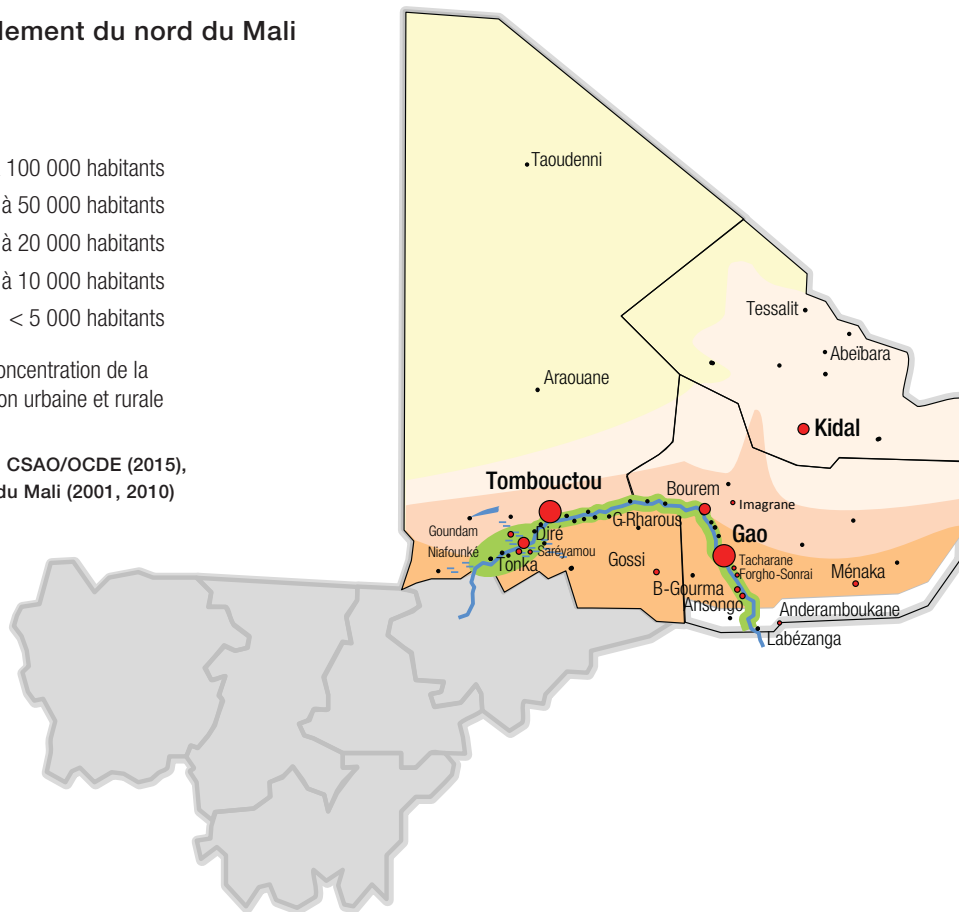 lement du nord du Mali
100 000 habitants
à 50 000 habitants
à 20 000 habitants
à 10 000 habitants
< 5 000 habitants
oncentration de la
on urbaine et rurale
CSAO/OCDE (2015),
du Mali (2001, 2010)
Taoudenni
Tessalit
Abeïbara
Araouane
Kidal
Tombouctou
Bourem
Imagrane
Goundam
Diré
G-Rharous
Gao
Niafounké
Saréyamou
Tonka
Gossi
Tacharane
Forgho-Sonrai
Ménaka
B-Gourma
Ansongo
Anderamboukane
Labézanga